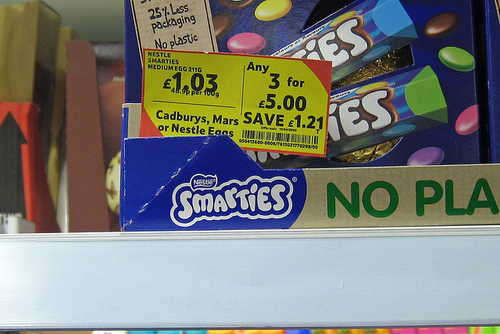 25% Less
packaging
No plastic
NESTLE
SMARTIES
MEDIUM EGG 211G
£1.03
48.9p per 100g
Any
3 for
£5.00
SAVE £1.21
Cadburys, Mars
or Nestle Eggs
IES
IES
Nestlé
SMARTIES
NO PLA